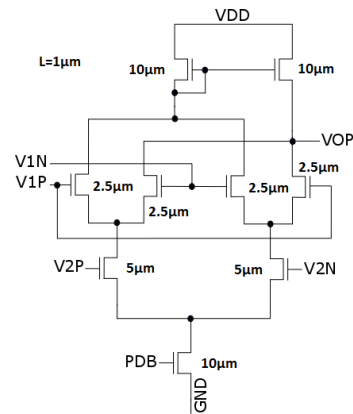 VDD
L=1µm
10µm
10µm
VOP
V1N
V1P
2.5µm
2.5µm
2.5µm
2.5µm
V2P
5µm
5µm
V2N
PDB
10µm
GND